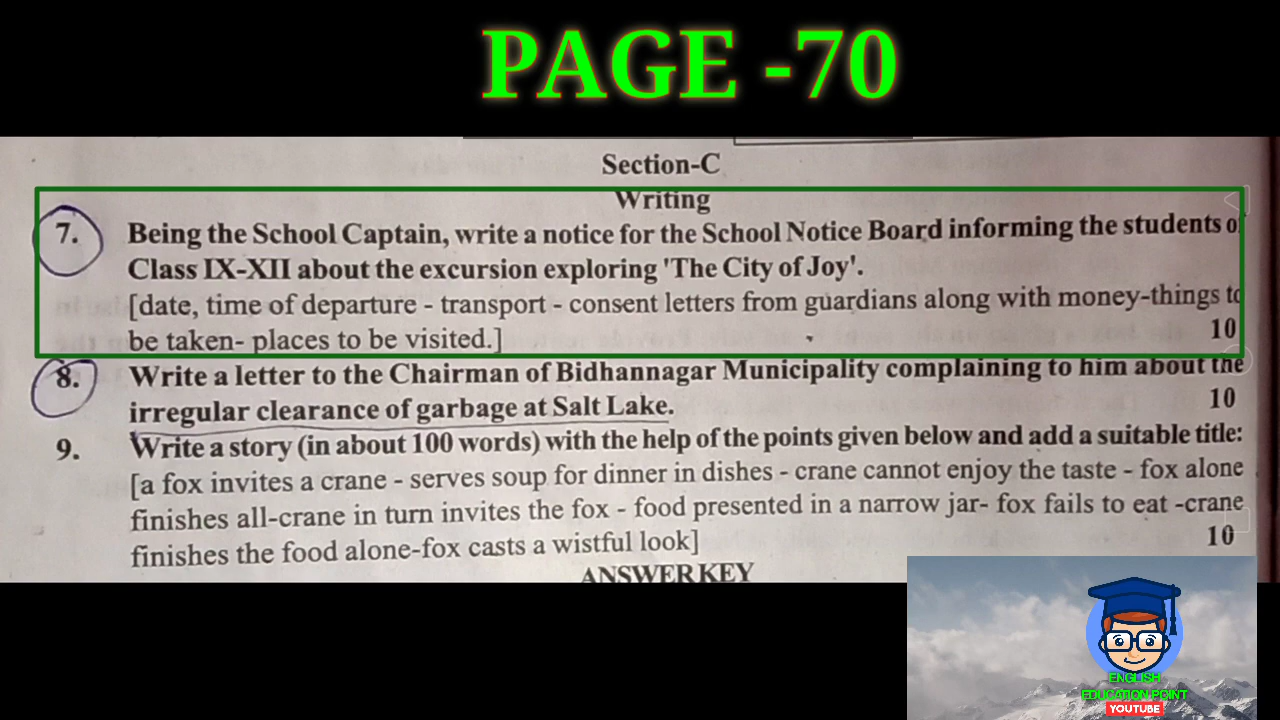 PAGE -70
Section-C
Writing
7. Being the School Captain, write a notice for the School Notice Board informing the students
Class IX-XII about the excursion exploring 'The City of Joy'.
[date, time of departure - transport - consent letters from guardians along with money-things
be taken- places to be visited.] 10
8. Write a letter to the Chairman of Bidhannagar Municipality complaining to him about the
irregular clearance of garbage at Salt Lake. 10
9. Write a story (in about 100 words) with the help of the points given below and add a suitable title:
[a fox invites a crane - serves soup for dinner in dishes - crane cannot enjoy the taste - fox alone
finishes all-crane in turn invites the fox - food presented in a narrow jar- fox fails to eat -crane
finishes the food alone-fox casts a wistful look] 10
ANSWER KEY
ENGLISH
EDUCATION POINT
YOUTUBE